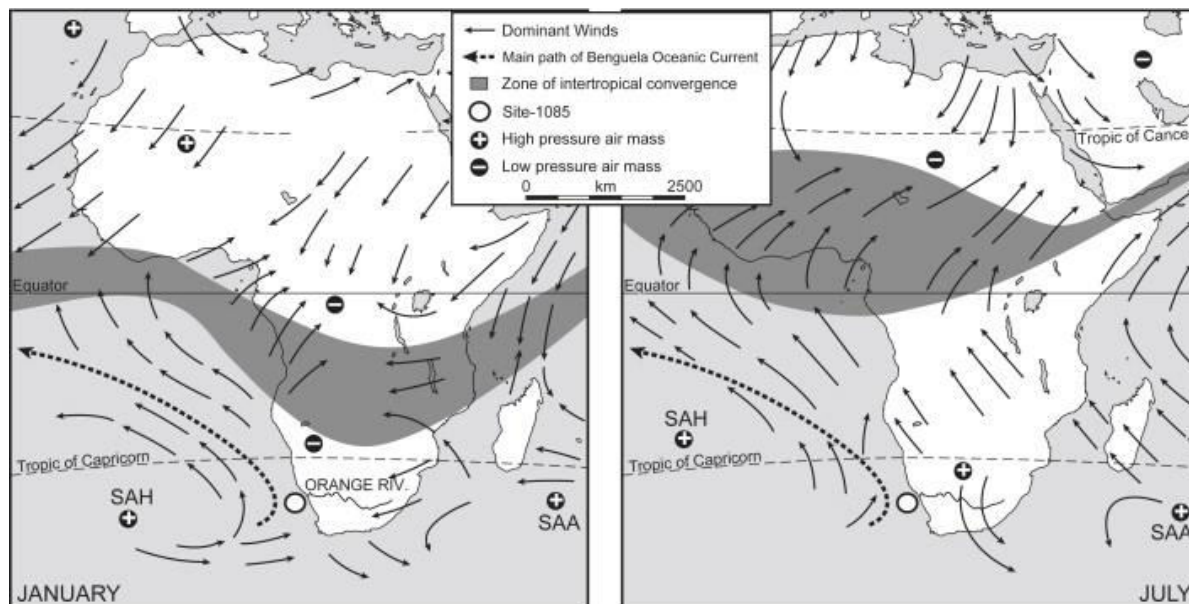 Dominant Winds
Main path of Benguela Oceanic Current
Zone of intertropical convergence
Site-1085
High pressure air mass
Low pressure air mass
0 km 2500
Equator
Tropic of Capricorn
ORANGE RIV.
SAH
SAA
JANUARY
Tropic of Cancer
Equator
SAH
Tropic of Capricorn
SAA
JULY